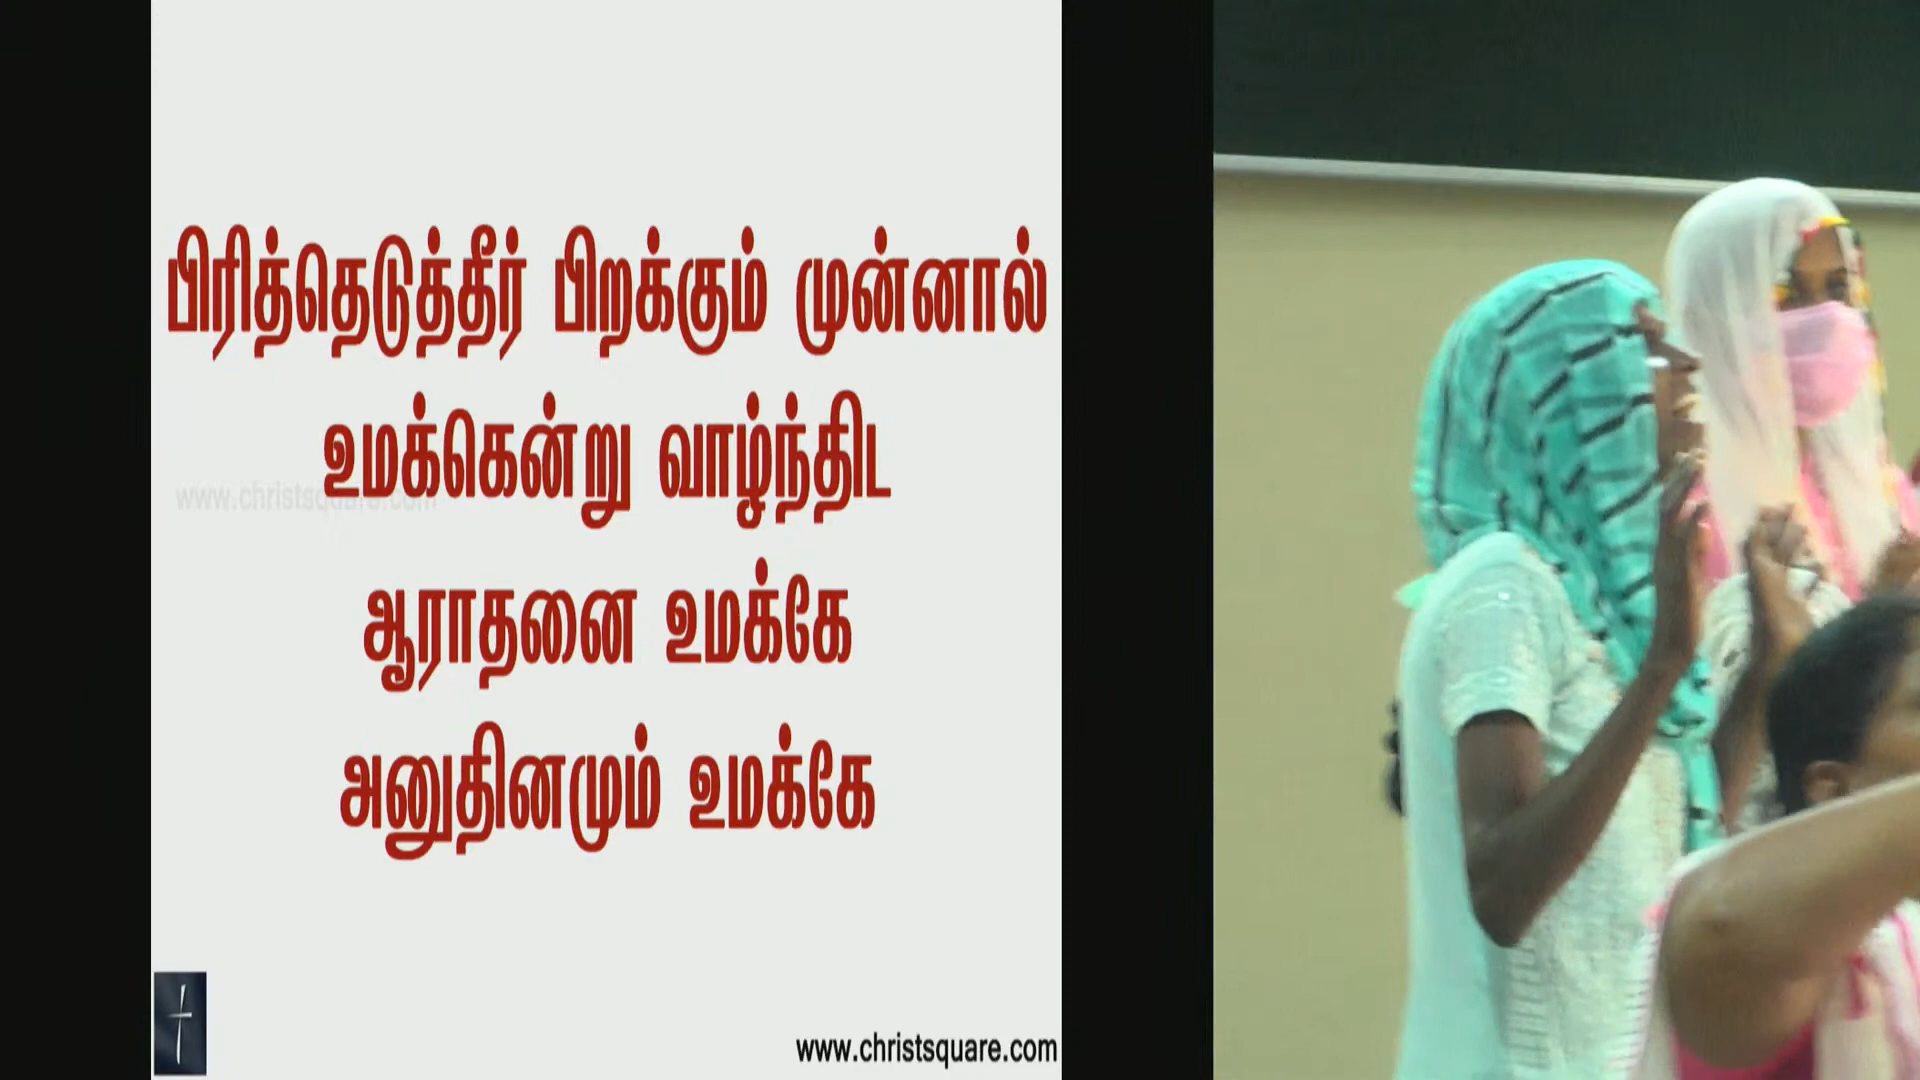 பிரித்தெடுத்தீர் பிறக்கும் முன்னால்
உமக்கென்று வாழ்ந்திட
www.christsquare.com
ஆராதனை உமக்கே
அனுதினமும் உமக்கே
www.christsquare.com